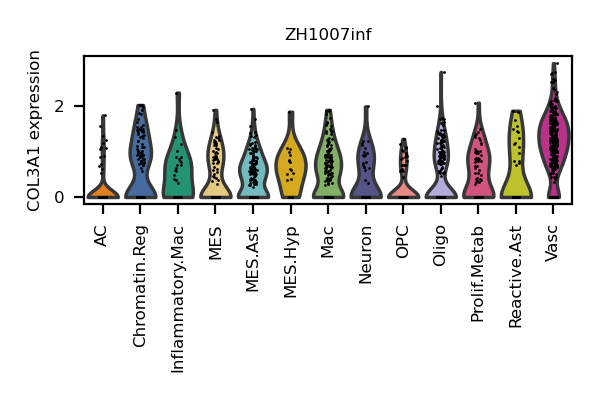 ZH1007inf
COL3A1 expression
2
0
AC
Chromatin.Reg
Inflammatory.Mac
MES
MES.Ast
MES.Hyp
Mac
Neuron
OPC
Oligo
Prolif.Metab
Reactive.Ast
Vasc